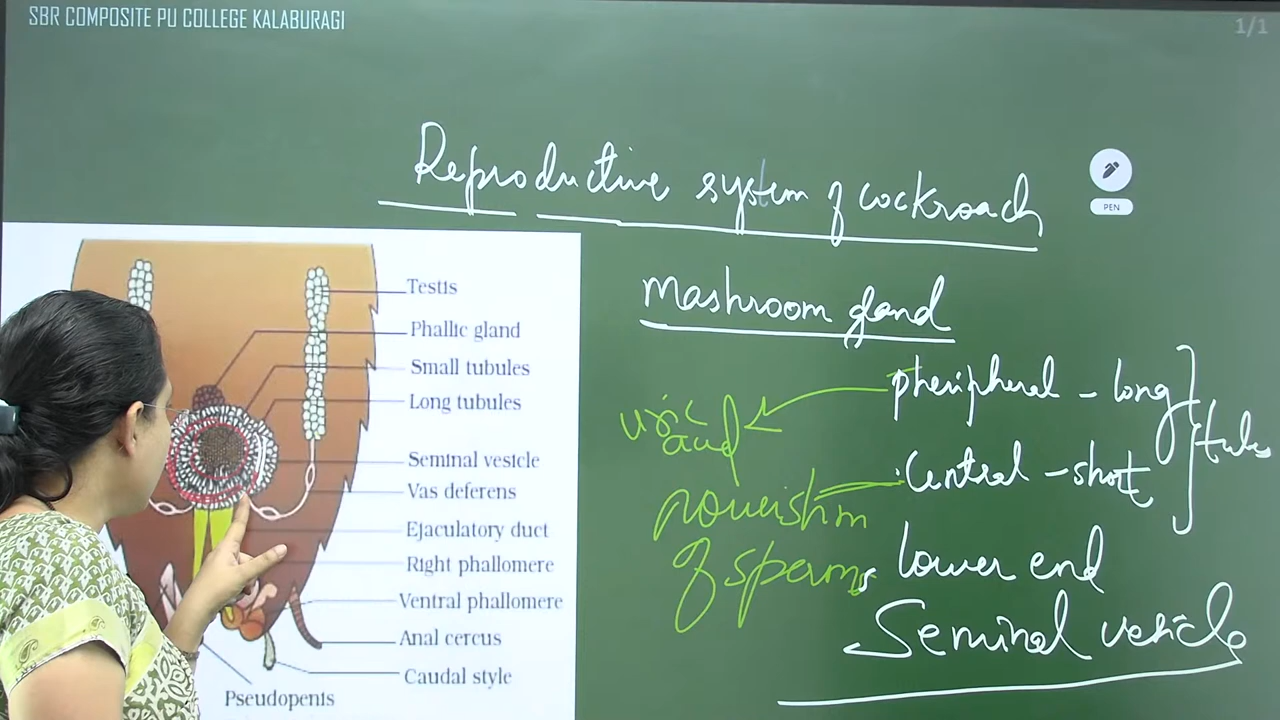 SBR COMPOSITE PU COLLEGE KALABURAGI
1/1
Reproductive system of cockroach
PEN
Mashroom gland
pheripheral - long
Central - short
tubes
uric
acid
nourishm
of sperms
Lower end
Seminal vesicle
Testis
Phallic gland
Small tubules
Long tubules
Seminal vesicle
Vas deferens
Ejaculatory duct
Right phallomere
Ventral phallomere
Anal cercus
Caudal style
Pseudopenis